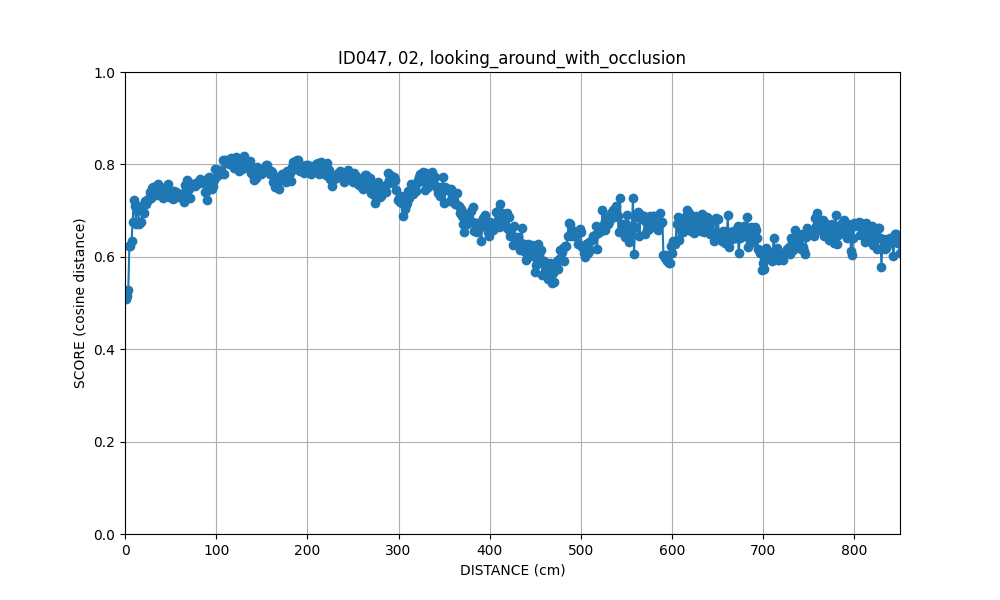 ID047, 02, looking_around_with_occlusion
1.0
0.8
0.6
0.4
0.2
0.0
SCORE (cosine distance)
0 100 200 300 400 500 600 700 800
DISTANCE (cm)